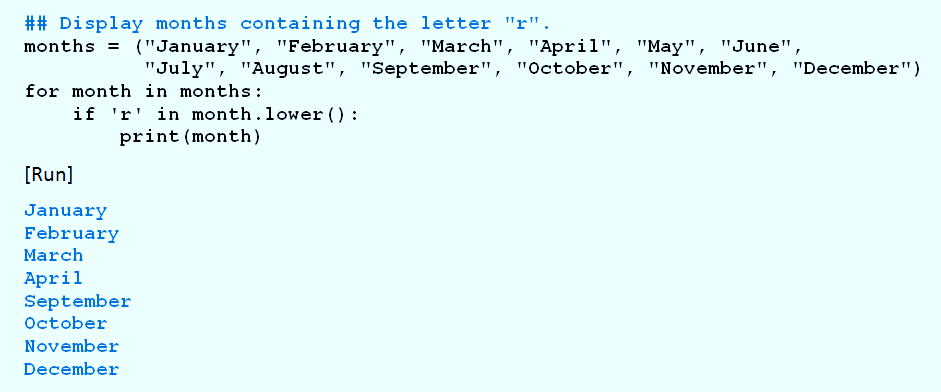 ## Display months containing the letter "r".
months = ("January", "February", "March", "April", "May", "June",
          "July", "August", "September", "October", "November", "December")
for month in months:
    if 'r' in month.lower():
        print(month)
[Run]
January
February
March
April
September
October
November
December